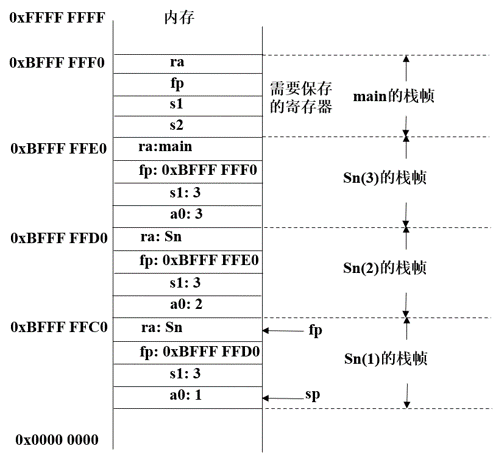 0xFFFF FFFF 内存
0xBFFF FFF0 ra
fp
s1
s2
需要保存
的寄存器
main的栈帧
0xBFFF FFE0 ra:main
fp: 0xBFFF FFF0
s1: 3
a0: 3
Sn(3)的栈帧
0xBFFF FFD0 ra: Sn
fp: 0xBFFF FFE0
s1: 3
a0: 2
Sn(2)的栈帧
0xBFFF FFC0 ra: Sn fp
fp: 0xBFFF FFD0
s1: 3
a0: 1 sp
Sn(1)的栈帧
0x0000 0000